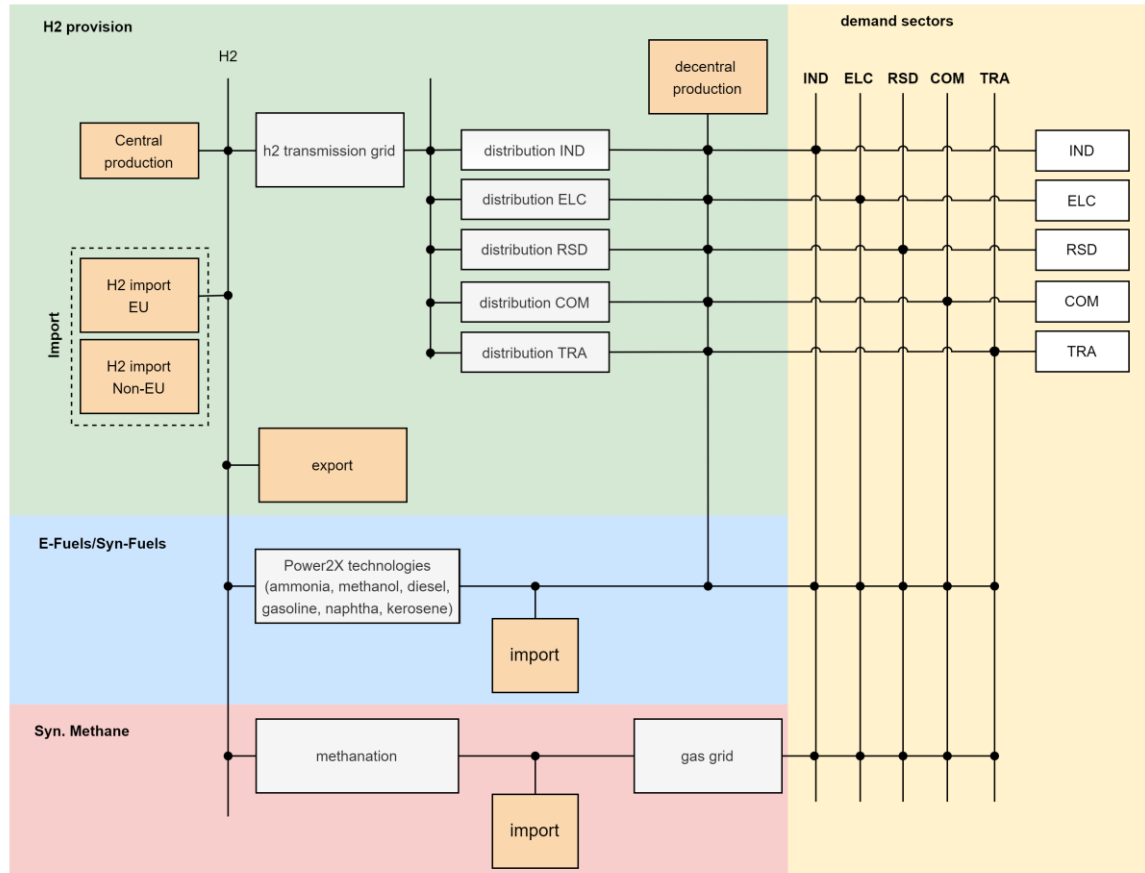 H2 provision
demand sectors
H2
decentral
production
IND ELC RSD COM TRA
Central
production
h2 transmission grid
distribution IND
IND
distribution ELC
ELC
distribution RSD
RSD
Import
H2 import
EU
distribution COM
COM
distribution TRA
TRA
H2 import
Non-EU
export
E-Fuels/Syn-Fuels
Power2X technologies
(ammonia, methanol, diesel,
gasoline, naphtha, kerosene)
import
Syn. Methane
methanation
gas grid
import